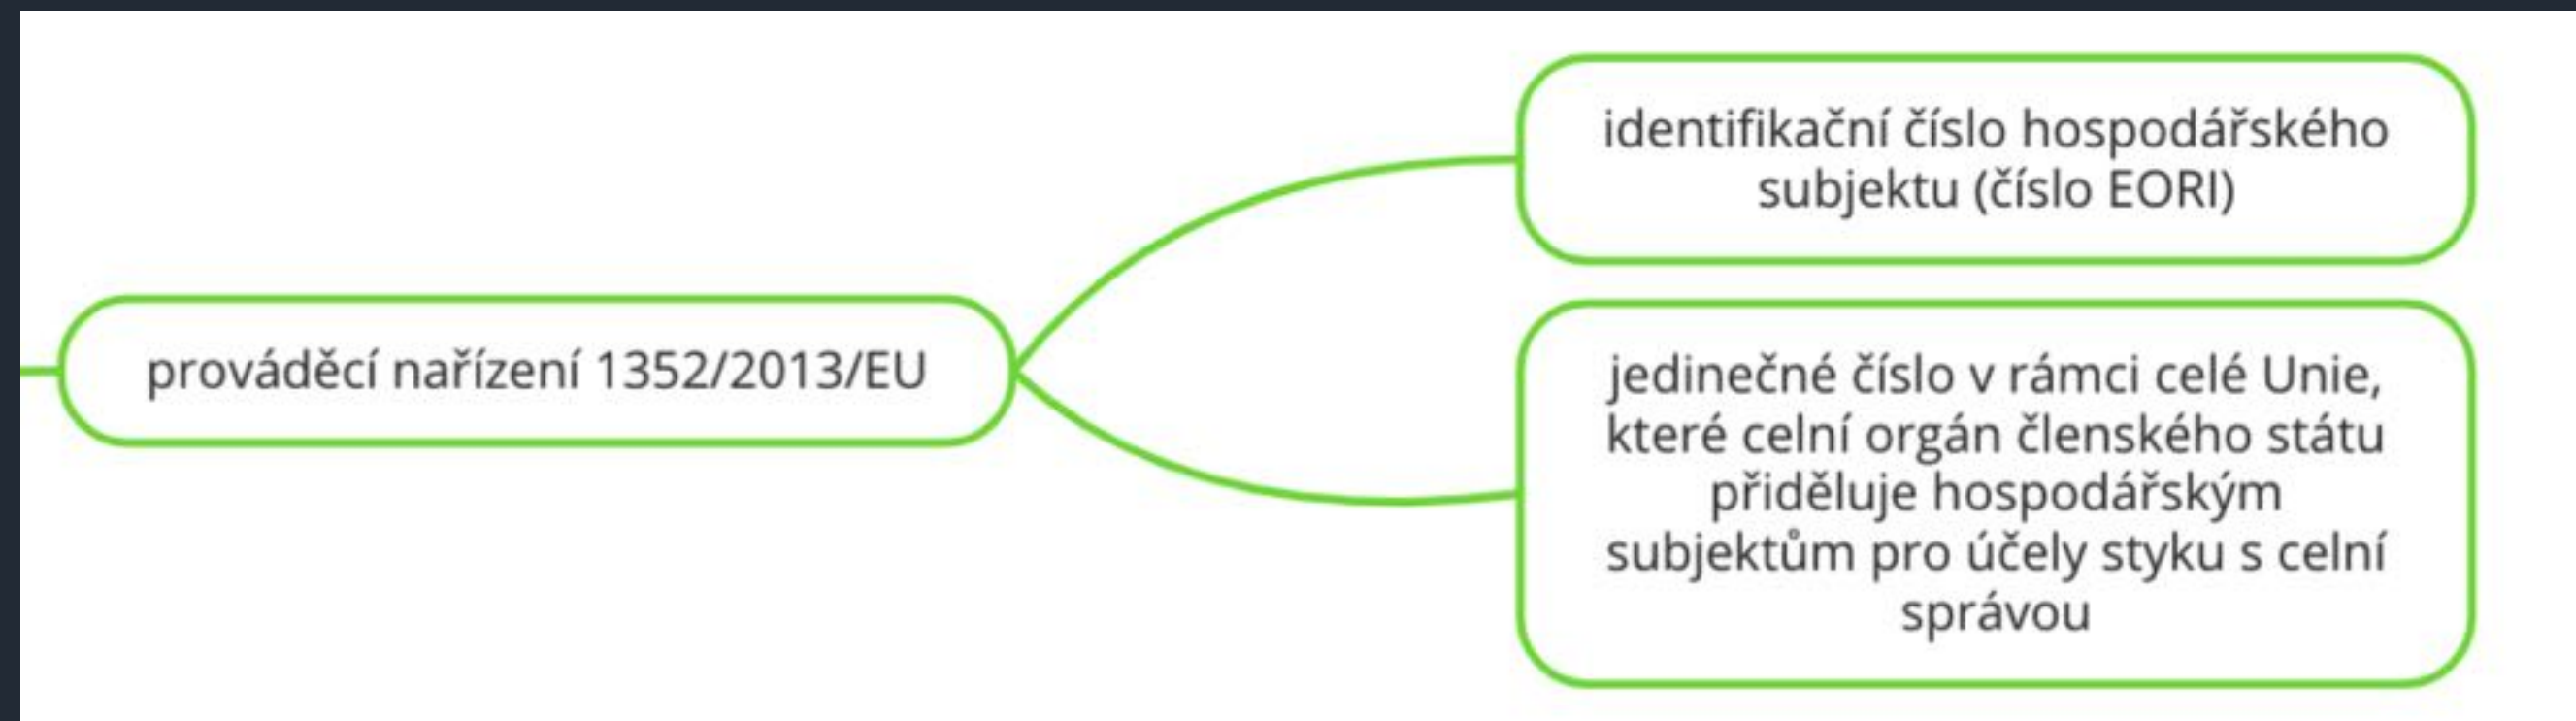 prováděcí nařízení 1352/2013/EU
identifikační číslo hospodářského
subjektu (číslo EORI)
jedinečné číslo v rámci celé Unie,
které celní orgán členského státu
přiděluje hospodářským
subjektům pro účely styku s celní
správou